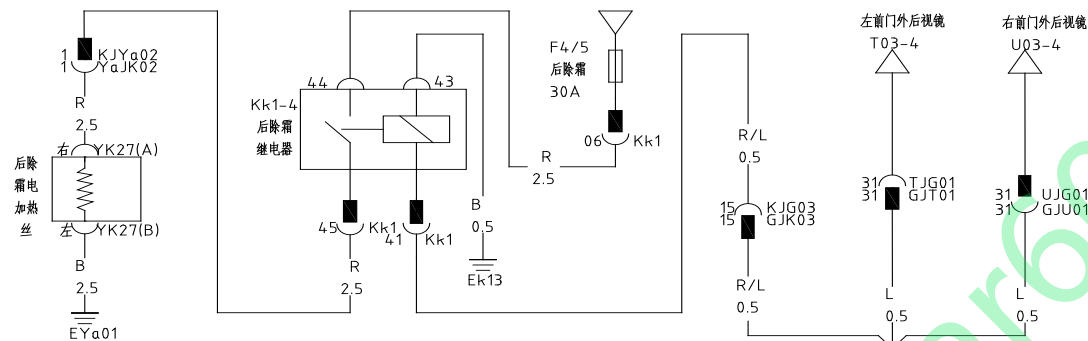 1 KJYa02
1 YaJK02
R
2.5
右 YK27(A)
后除
霜电
加热
丝
左 YK27(B)
B
2.5
EYa01
44
43
Kk1-4
后除霜
继电器
45 Kk1
41 Kk1
R
2.5
B
0.5
Ek13
F4/5
后除霜
30A
06 Kk1
R
2.5
R/L
0.5
15 KJG03
15 GJK03
R/L
0.5
左前门外后视镜
T03-4
31 TJG01
31 GJT01
L
0.5
右前门外后视镜
U03-4
31 UJG01
31 GJU01
L
0.5